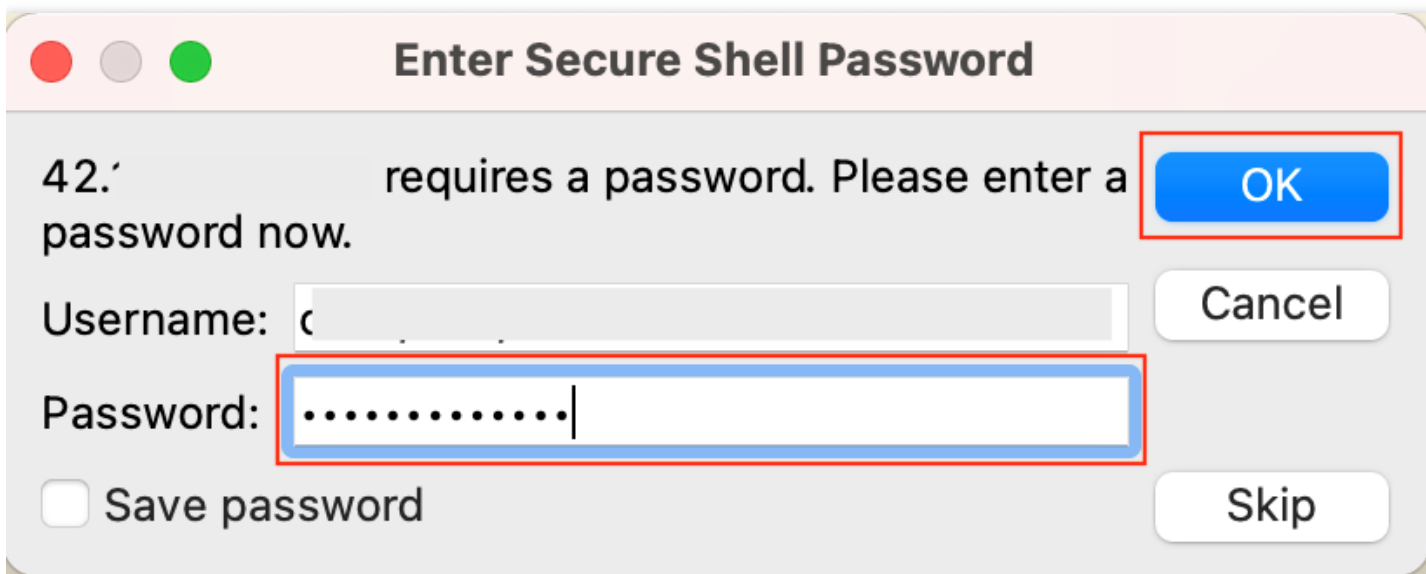 Enter Secure Shell Password
42. requires a password. Please enter a
password now.
OK
Cancel
Username:
Password: •••••••••••••
Save password
Skip